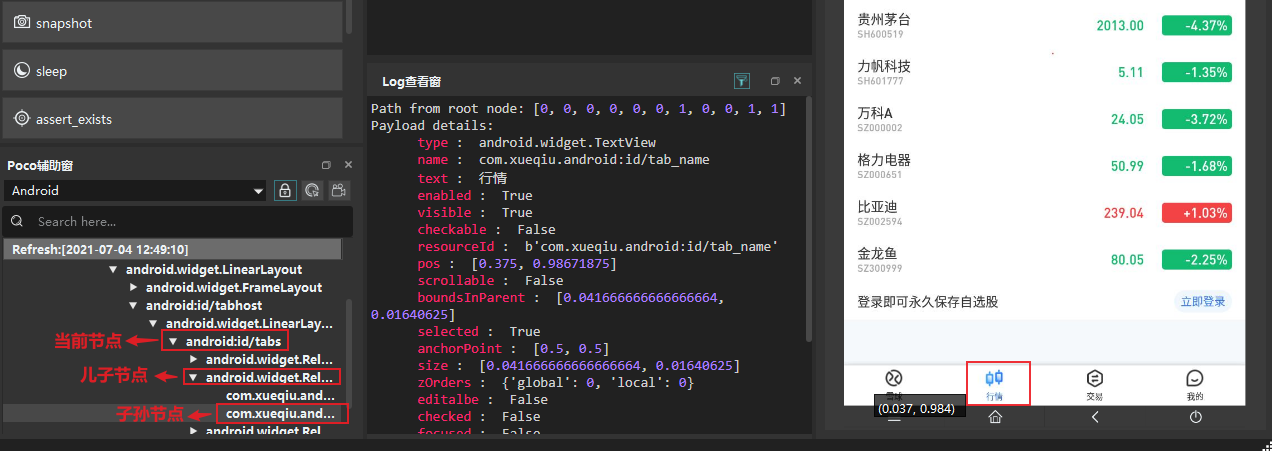 snapshot
sleep
assert_exists
Poco辅助窗
Android
Search here...
Refresh:[2021-07-04 12:49:10]
android.widget.LinearLayout
android.widget.FrameLayout
android:id/tabhost
android.widget.LinearLay...
当前节点
android:id/tabs
android.widget.Rel...
儿子节点
android.widget.Rel...
com.xueqiu.and...
子孙节点
com.xueqiu.and...
android.widget.Rel
Log查看窗
Path from root node: [0, 0, 0, 0, 0, 0, 1, 0, 0, 1, 1]
Payload details:
type : android.widget.TextView
name : com.xueqiu.android:id/tab_name
text : 行情
enabled : True
visible : True
checkable : False
resourceId : b'com.xueqiu.android:id/tab_name'
pos : [0.375, 0.98671875]
scrollable : False
boundsInParent : [0.041666666666666664,
0.01640625]
selected : True
anchorPoint : [0.5, 0.5]
size : [0.041666666666666664, 0.01640625]
zOrders : {'global': 0, 'local': 0}
editalbe : False
checked : False
focused : False
贵州茅台 2013.00 -4.37%
SH600519
力帆科技 5.11 -1.35%
SH601777
万科A 24.05 -3.72%
SZ000002
格力电器 50.99 -1.68%
SZ000651
比亚迪 239.04 +1.03%
SZ002594
金龙鱼 80.05 -2.25%
SZ300999
登录即可永久保存自选股 立即登录
行情 交易 我的
(0.037, 0.984)